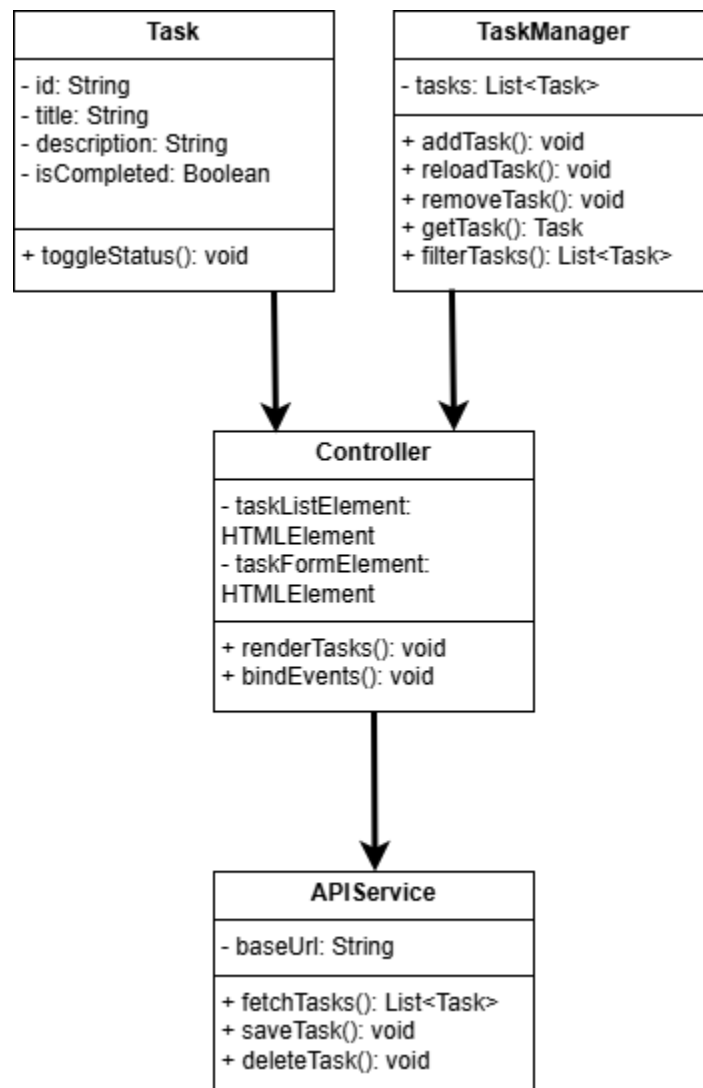 Task
- id: String
- title: String
- description: String
- isCompleted: Boolean
+ toggleStatus(): void
TaskManager
- tasks: List<Task>
+ addTask(): void
+ reloadTask(): void
+ removeTask(): void
+ getTask(): Task
+ filterTasks(): List<Task>
Controller
- taskListElement:
HTMLElement
- taskFormElement:
HTMLElement
+ renderTasks(): void
+ bindEvents(): void
APIService
- baseUrl: String
+ fetchTasks(): List<Task>
+ saveTask(): void
+ deleteTask(): void